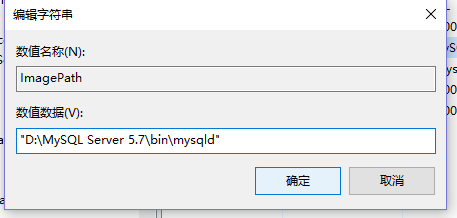 编辑字符串
数值名称(N):
ImagePath
数值数据(V):
"D:\MySQL Server 5.7\bin\mysqld"
确定
取消